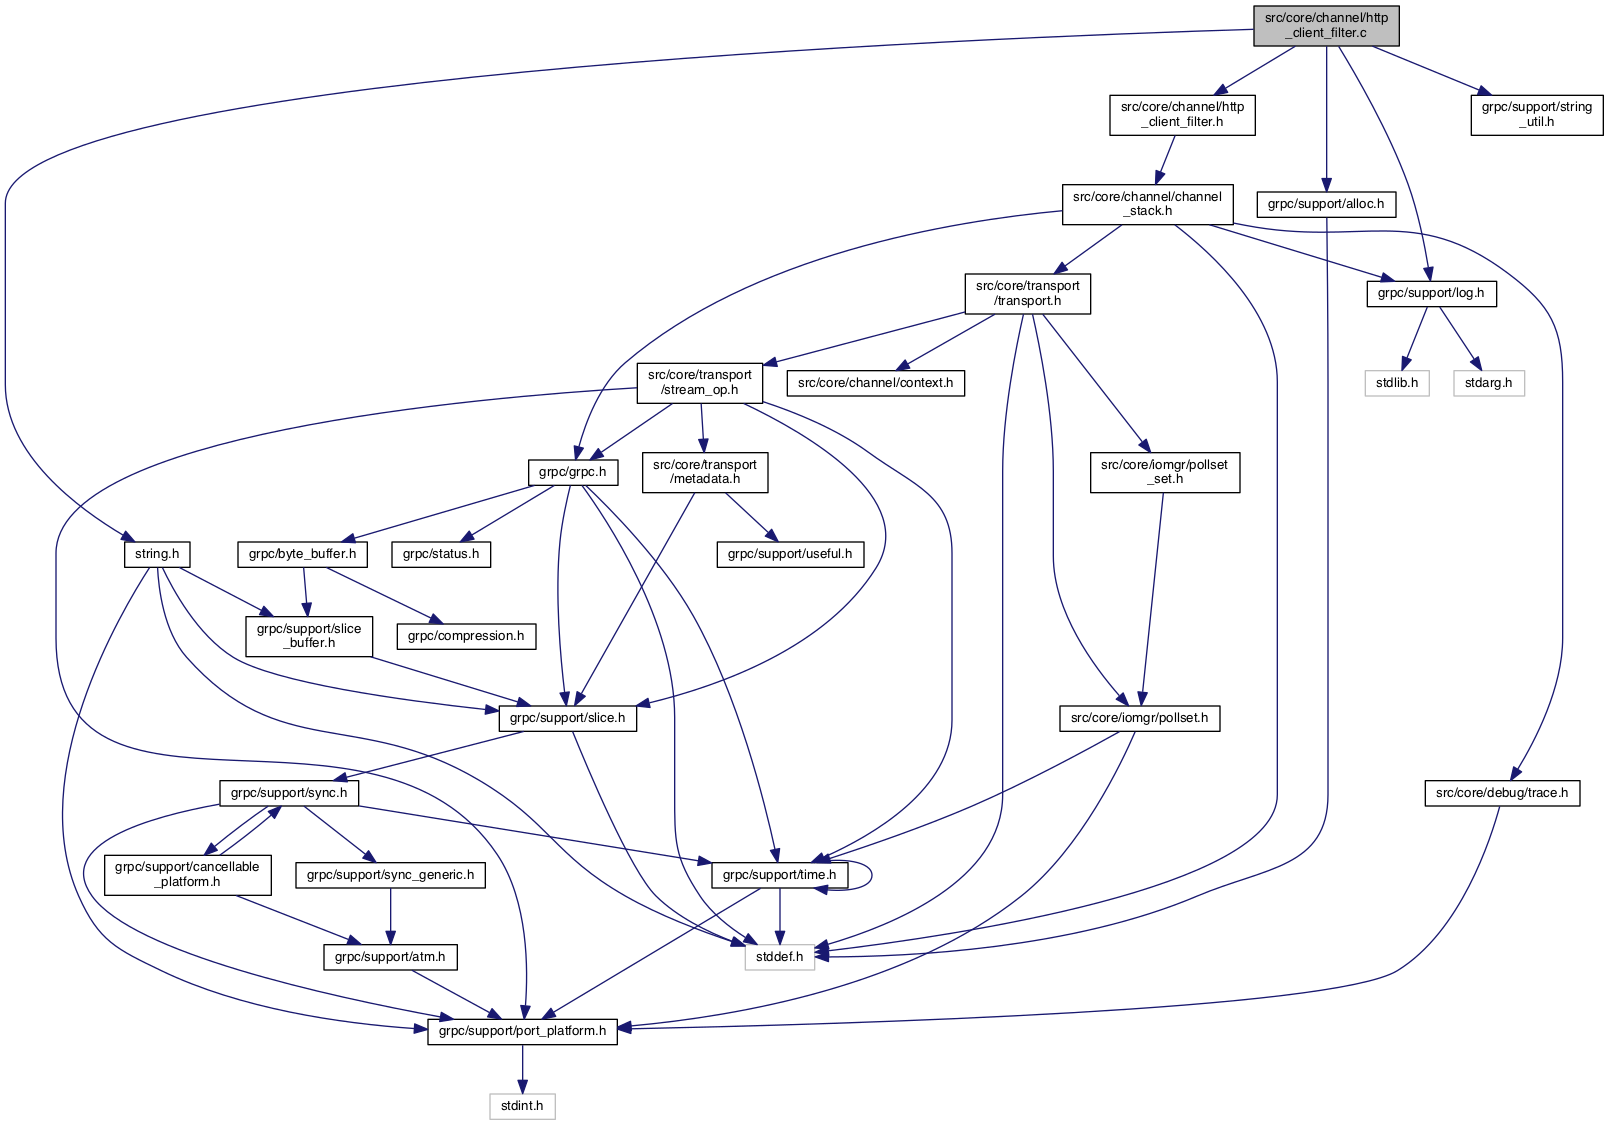 src/core/channel/http
_client_filter.c
src/core/channel/http
_client_filter.h
grpc/support/string
_util.h
src/core/channel/channel
_stack.h
grpc/support/alloc.h
src/core/transport
/transport.h
grpc/support/log.h
src/core/transport
/stream_op.h
src/core/channel/context.h
stdlib.h
stdarg.h
grpc/grpc.h
src/core/transport
/metadata.h
src/core/iomgr/pollset
_set.h
string.h
grpc/byte_buffer.h
grpc/status.h
grpc/support/useful.h
grpc/support/slice
_buffer.h
grpc/compression.h
grpc/support/slice.h
src/core/iomgr/pollset.h
grpc/support/sync.h
src/core/debug/trace.h
grpc/support/cancellable
_platform.h
grpc/support/sync_generic.h
grpc/support/time.h
grpc/support/atm.h
stddef.h
grpc/support/port_platform.h
stdint.h